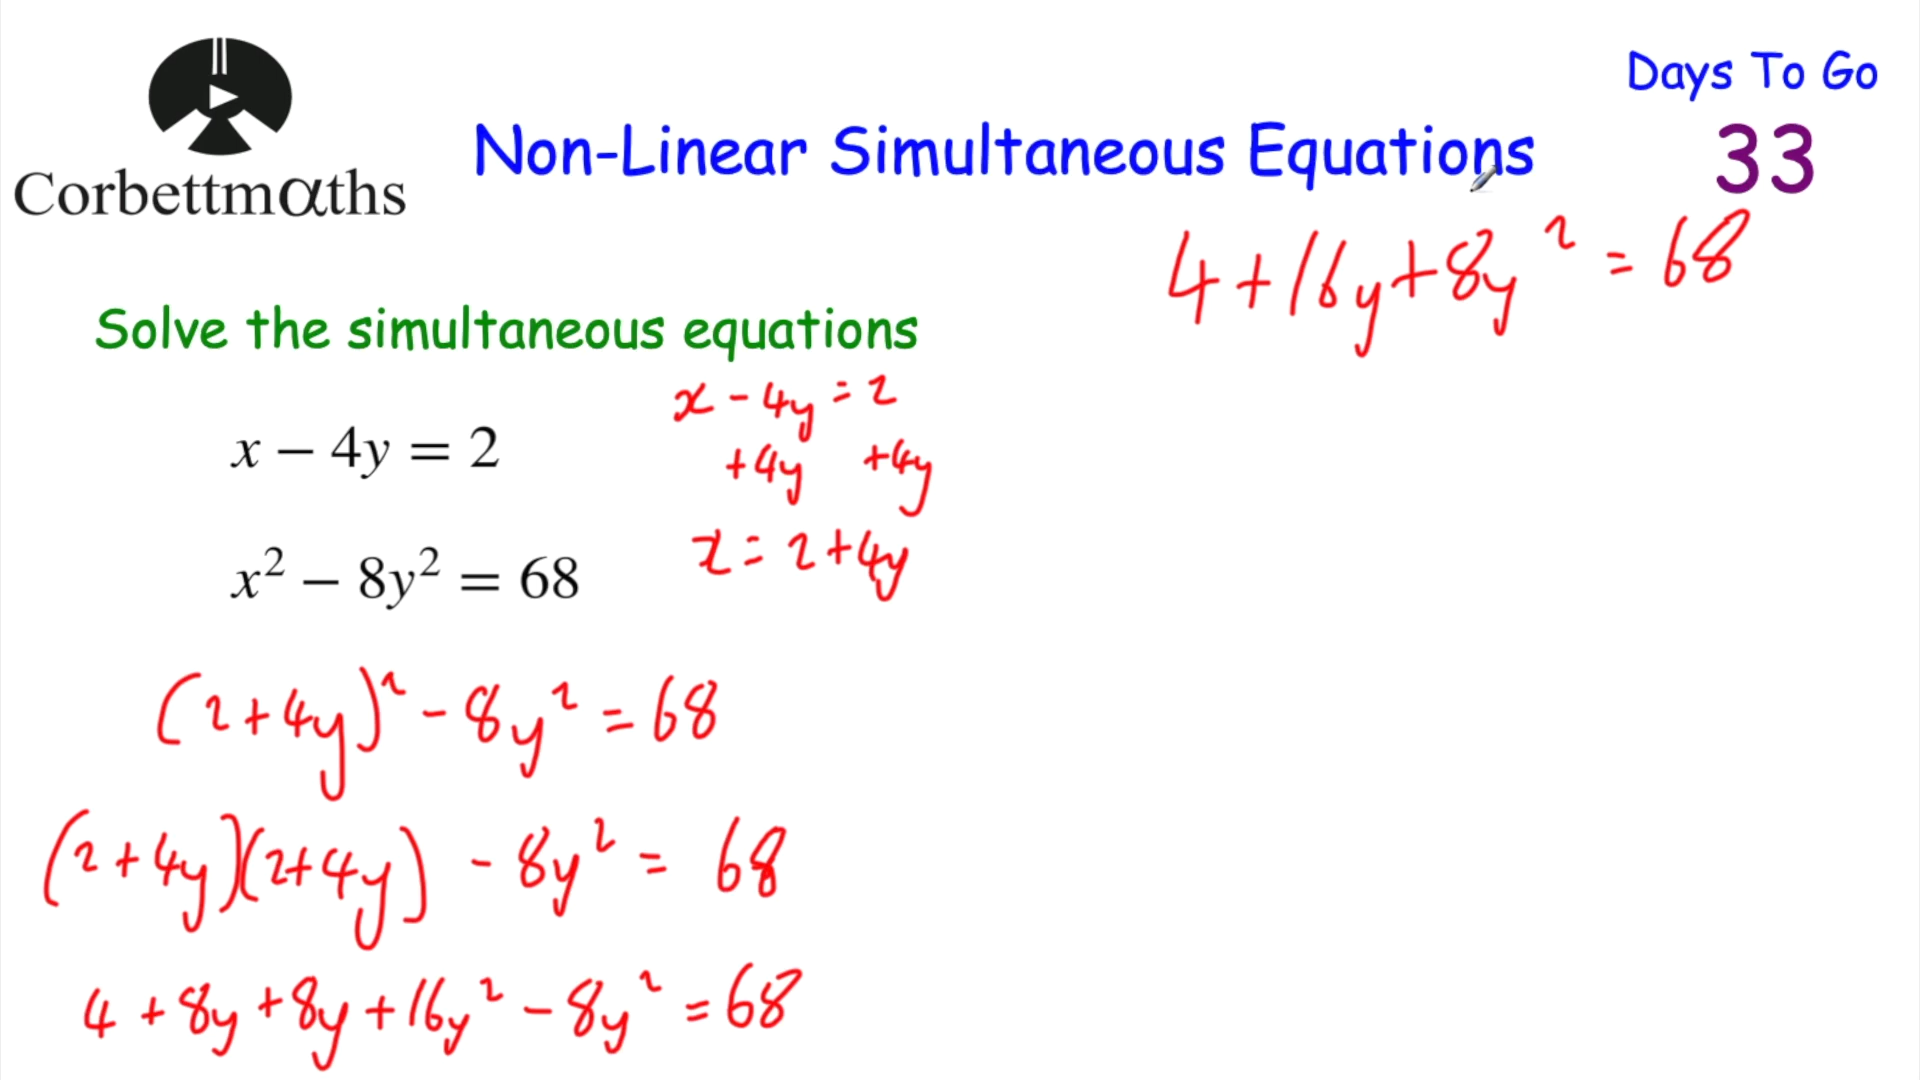 Corbettmαths
Non-Linear Simultaneous Equations
Days To Go
33
Solve the simultaneous equations
x − 4y = 2
x² − 8y² = 68
x - 4y = 2
+4y +4y
x = 2+4y
(2+4y)² - 8y² = 68
(2+4y)(2+4y) - 8y² = 68
4 + 8y + 8y + 16y² - 8y² = 68
4 + 16y + 8y² = 68